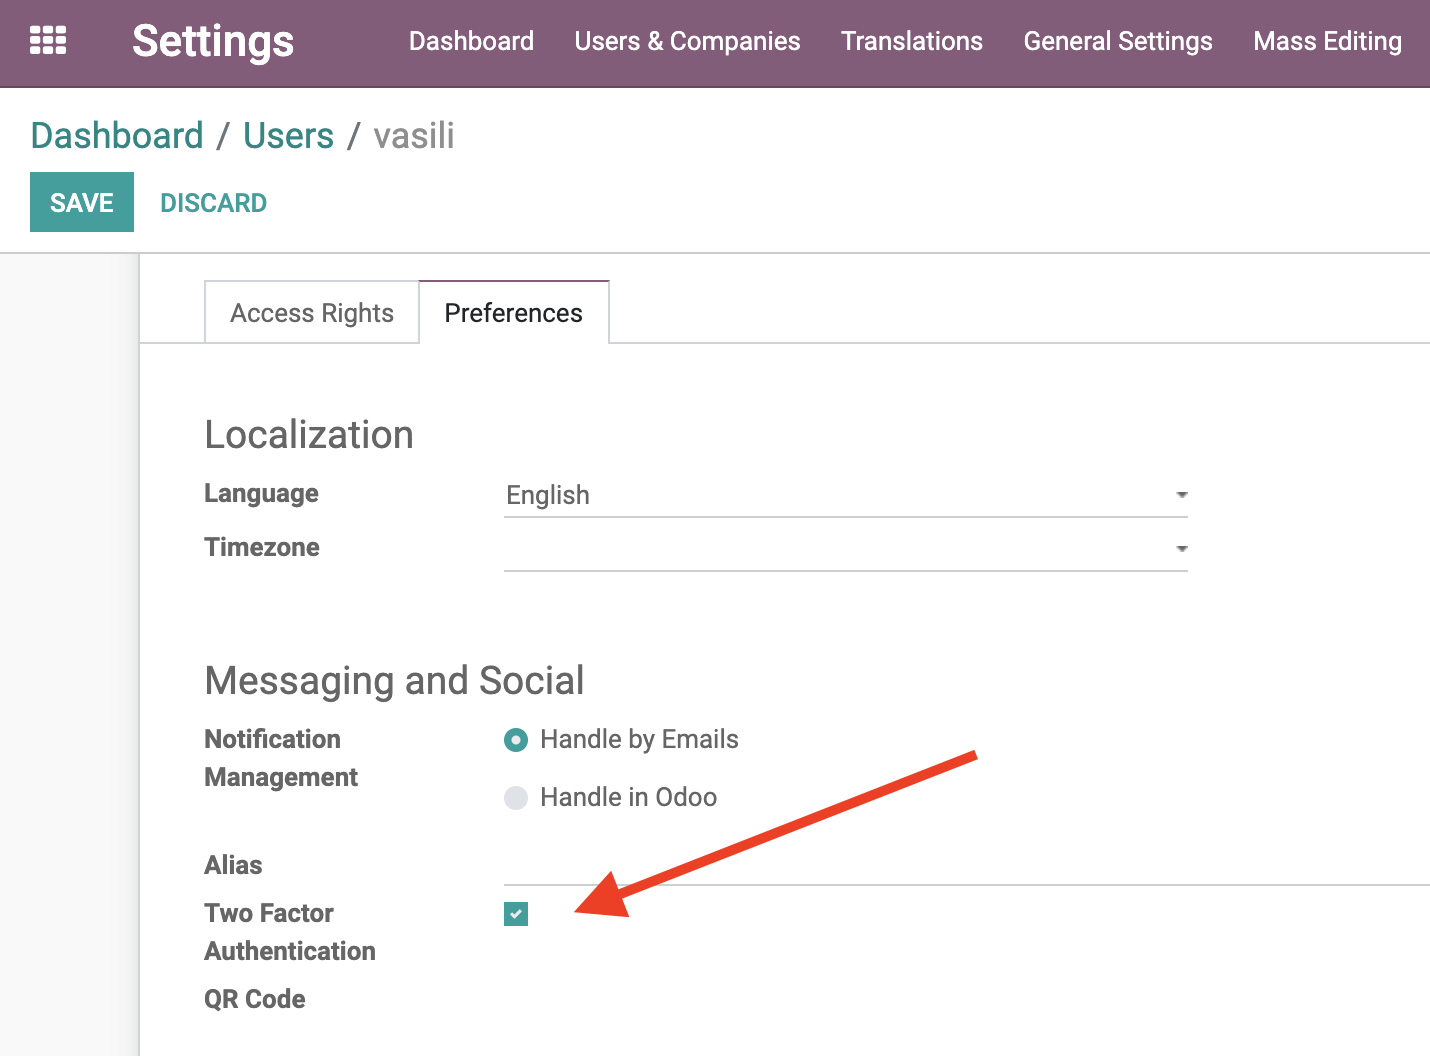 Settings Dashboard Users & Companies Translations General Settings Mass Editing
Dashboard / Users / vasili
SAVE DISCARD
Access Rights Preferences
Localization
Language English
Timezone
Messaging and Social
Notification Management Handle by Emails
Handle in Odoo
Alias
Two Factor
Authentication
QR Code